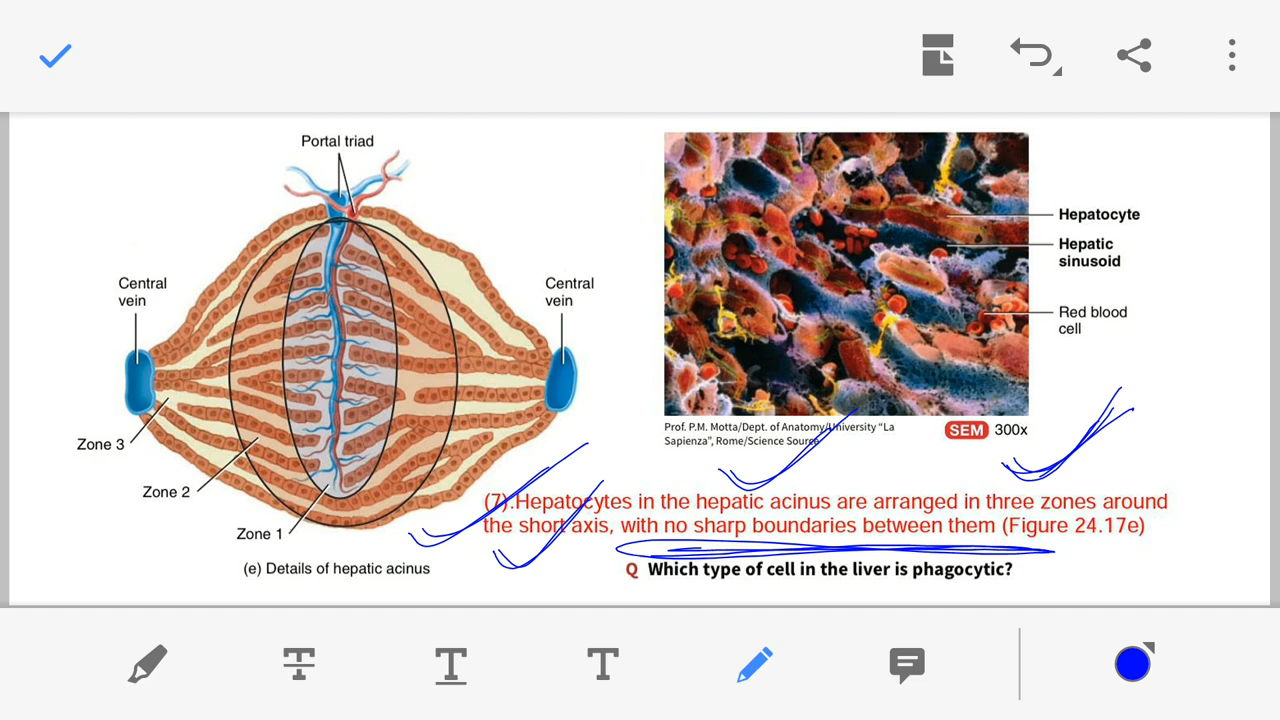 Portal triad
Central
vein
Central
vein
Zone 3
Zone 2
Zone 1
(e) Details of hepatic acinus
Hepatocyte
Hepatic
sinusoid
Red blood
cell
Prof. P.M. Motta/Dept. of Anatomy/University “La
Sapienza”, Rome/Science Source
SEM 300x
(7).Hepatocytes in the hepatic acinus are arranged in three zones around
the short axis, with no sharp boundaries between them (Figure 24.17e)
Q Which type of cell in the liver is phagocytic?